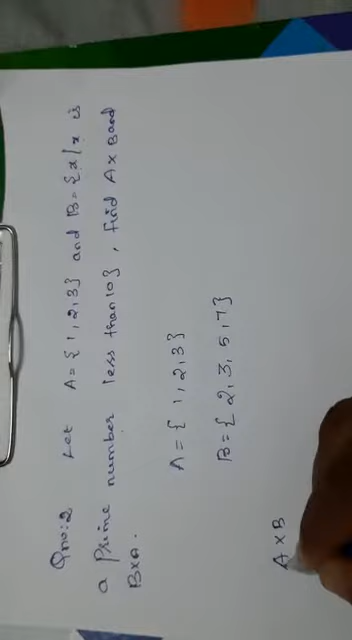 Qno:2 Let A = {1,2,3} and B = {x/x is
a Prime number less than 10}, find A x B and
B x A.
A = { 1, 2, 3}
B = { 2, 3, 5, 7}
A x B